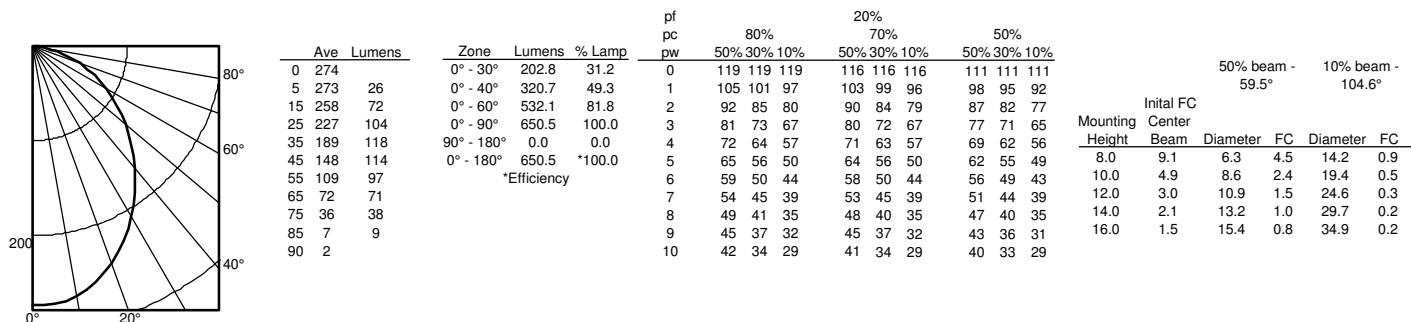 80°
60°
200
40°
0° 20°
Ave Lumens
0 274
5 273 26
15 258 72
25 227 104
35 189 118
45 148 114
55 109 97
65 72 71
75 36 38
85 7 9
90 2
Zone Lumens % Lamp
0° - 30° 202.8 31.2
0° - 40° 320.7 49.3
0° - 60° 532.1 81.8
0° - 90° 650.5 100.0
90° - 180° 0.0 0.0
0° - 180° 650.5 *100.0
*Efficiency
pf 20%
pc 80% 70% 50%
pw 50% 30% 10% 50% 30% 10% 50% 30% 10%
0 119 119 119 116 116 116 111 111 111
1 105 101 97 103 99 96 98 95 92
2 92 85 80 90 84 79 87 82 77
3 81 73 67 80 72 67 77 71 65
4 72 64 57 71 63 57 69 62 56
5 65 56 50 64 56 50 62 55 49
6 59 50 44 58 50 44 56 49 43
7 54 45 39 53 45 39 51 44 39
8 49 41 35 48 40 35 47 40 35
9 45 37 32 45 37 32 43 36 31
10 42 34 29 41 34 29 40 33 29
50% beam - 10% beam -
59.5° 104.6°
Inital FC
Mounting Center
Height Beam Diameter FC Diameter FC
8.0 9.1 6.3 4.5 14.2 0.9
10.0 4.9 8.6 2.4 19.4 0.5
12.0 3.0 10.9 1.5 24.6 0.3
14.0 2.1 13.2 1.0 29.7 0.2
16.0 1.5 15.4 0.8 34.9 0.2